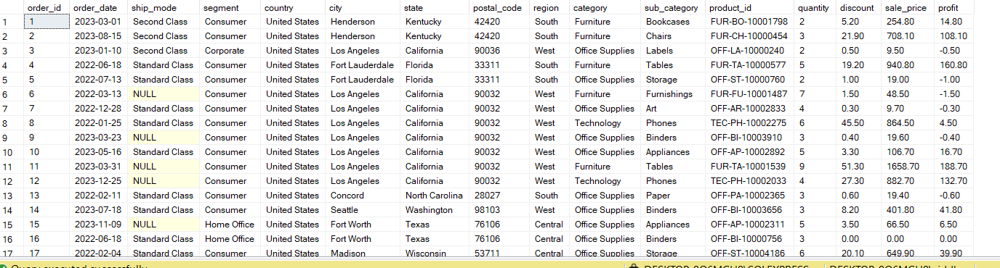 order_id order_date ship_mode segment country city state postal_code region category sub_category product_id quantity discount sale_price profit
1 1 2023-03-01 Second Class Consumer United States Henderson Kentucky 42420 South Furniture Bookcases FUR-BO-10001798 2 5.20 254.80 14.80
2 2 2023-08-15 Second Class Consumer United States Henderson Kentucky 42420 South Furniture Chairs FUR-CH-10000454 3 21.90 708.10 108.10
3 3 2023-01-10 Second Class Corporate United States Los Angeles California 90036 West Office Supplies Labels OFF-LA-10000240 2 0.50 9.50 -0.50
4 4 2022-06-18 Standard Class Consumer United States Fort Lauderdale Florida 33311 South Furniture Tables FUR-TA-10000577 5 19.20 940.80 160.80
5 5 2022-07-13 Standard Class Consumer United States Fort Lauderdale Florida 33311 South Office Supplies Storage OFF-ST-10000760 2 1.00 19.00 -1.00
6 6 2022-03-13 NULL Consumer United States Los Angeles California 90032 West Furniture Furnishings FUR-FU-10001487 7 1.50 48.50 -1.50
7 7 2022-12-28 Standard Class Consumer United States Los Angeles California 90032 West Office Supplies Art OFF-AR-10002833 4 0.30 9.70 -0.30
8 8 2022-01-25 Standard Class Consumer United States Los Angeles California 90032 West Technology Phones TEC-PH-10002275 6 45.50 864.50 4.50
9 9 2023-03-23 NULL Consumer United States Los Angeles California 90032 West Office Supplies Binders OFF-BI-10003910 3 0.40 19.60 -0.40
10 10 2023-05-16 Standard Class Consumer United States Los Angeles California 90032 West Office Supplies Appliances OFF-AP-10002892 5 3.30 106.70 16.70
11 11 2023-03-31 NULL Consumer United States Los Angeles California 90032 West Furniture Tables FUR-TA-10001539 9 51.30 1658.70 188.70
12 12 2023-12-25 NULL Consumer United States Los Angeles California 90032 West Technology Phones TEC-PH-10002033 4 27.30 882.70 132.70
13 13 2022-02-11 Standard Class Consumer United States Concord North Carolina 28027 South Office Supplies Paper OFF-PA-10002365 3 0.60 19.40 -0.60
14 14 2023-07-18 Standard Class Consumer United States Seattle Washington 98103 West Office Supplies Binders OFF-BI-10003656 3 8.20 401.80 41.80
15 15 2023-11-09 NULL Home Office United States Fort Worth Texas 76106 Central Office Supplies Appliances OFF-AP-10002311 5 3.50 66.50 6.50
16 16 2022-06-18 Standard Class Home Office United States Fort Worth Texas 76106 Central Office Supplies Binders OFF-BI-10000756 3 0.00 0.00 0.00
17 17 2022-02-04 Standard Class Consumer United States Madison Wisconsin 53711 Central Office Supplies Storage OFF-ST-10004186 6 20.10 649.90 39.90
Query executed successfully